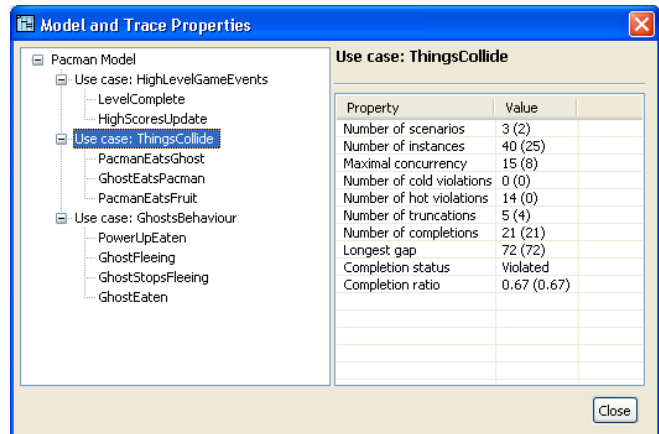 Model and Trace Properties
Pacman Model
Use case: HighLevelGameEvents
LevelComplete
HighScoresUpdate
Use case: ThingsCollide
PacmanEatsGhost
GhostEatsPacman
PacmanEatsFruit
Use case: GhostsBehaviour
PowerUpEaten
GhostFleeing
GhostStopsFleeing
GhostEaten
Use case: ThingsCollide
Property Value
Number of scenarios 3 (2)
Number of instances 40 (25)
Maximal concurrency 15 (8)
Number of cold violations 0 (0)
Number of hot violations 14 (0)
Number of truncations 5 (4)
Number of completions 21 (21)
Longest gap 72 (72)
Completion status Violated
Completion ratio 0.67 (0.67)
Close